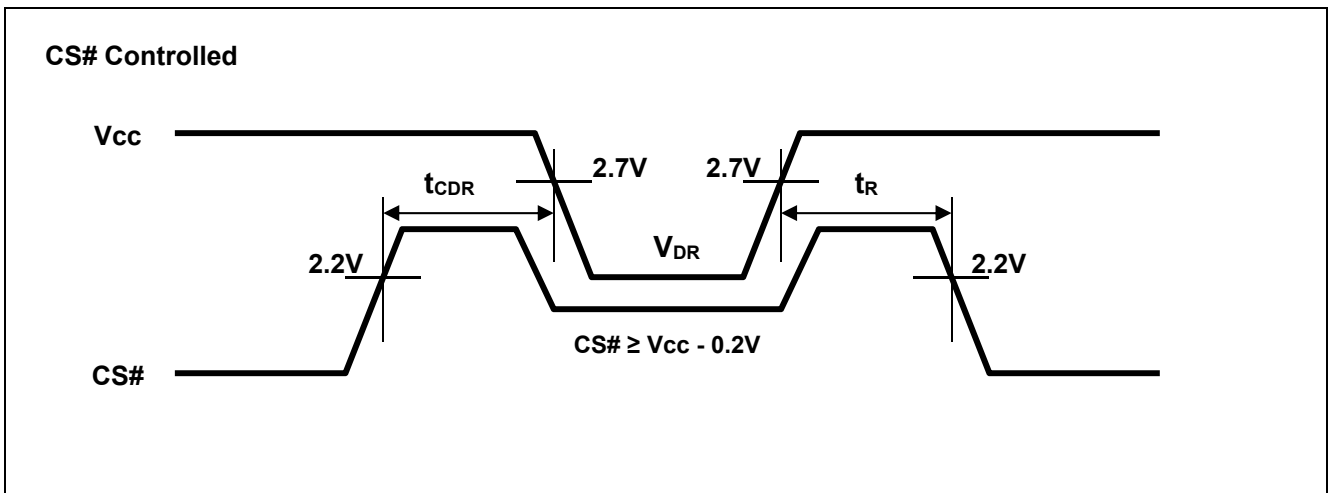 CS# Controlled
Vcc
2.7V
2.7V
tCDR
tR
VDR
2.2V
2.2V
CS# ≥ Vcc - 0.2V
CS#